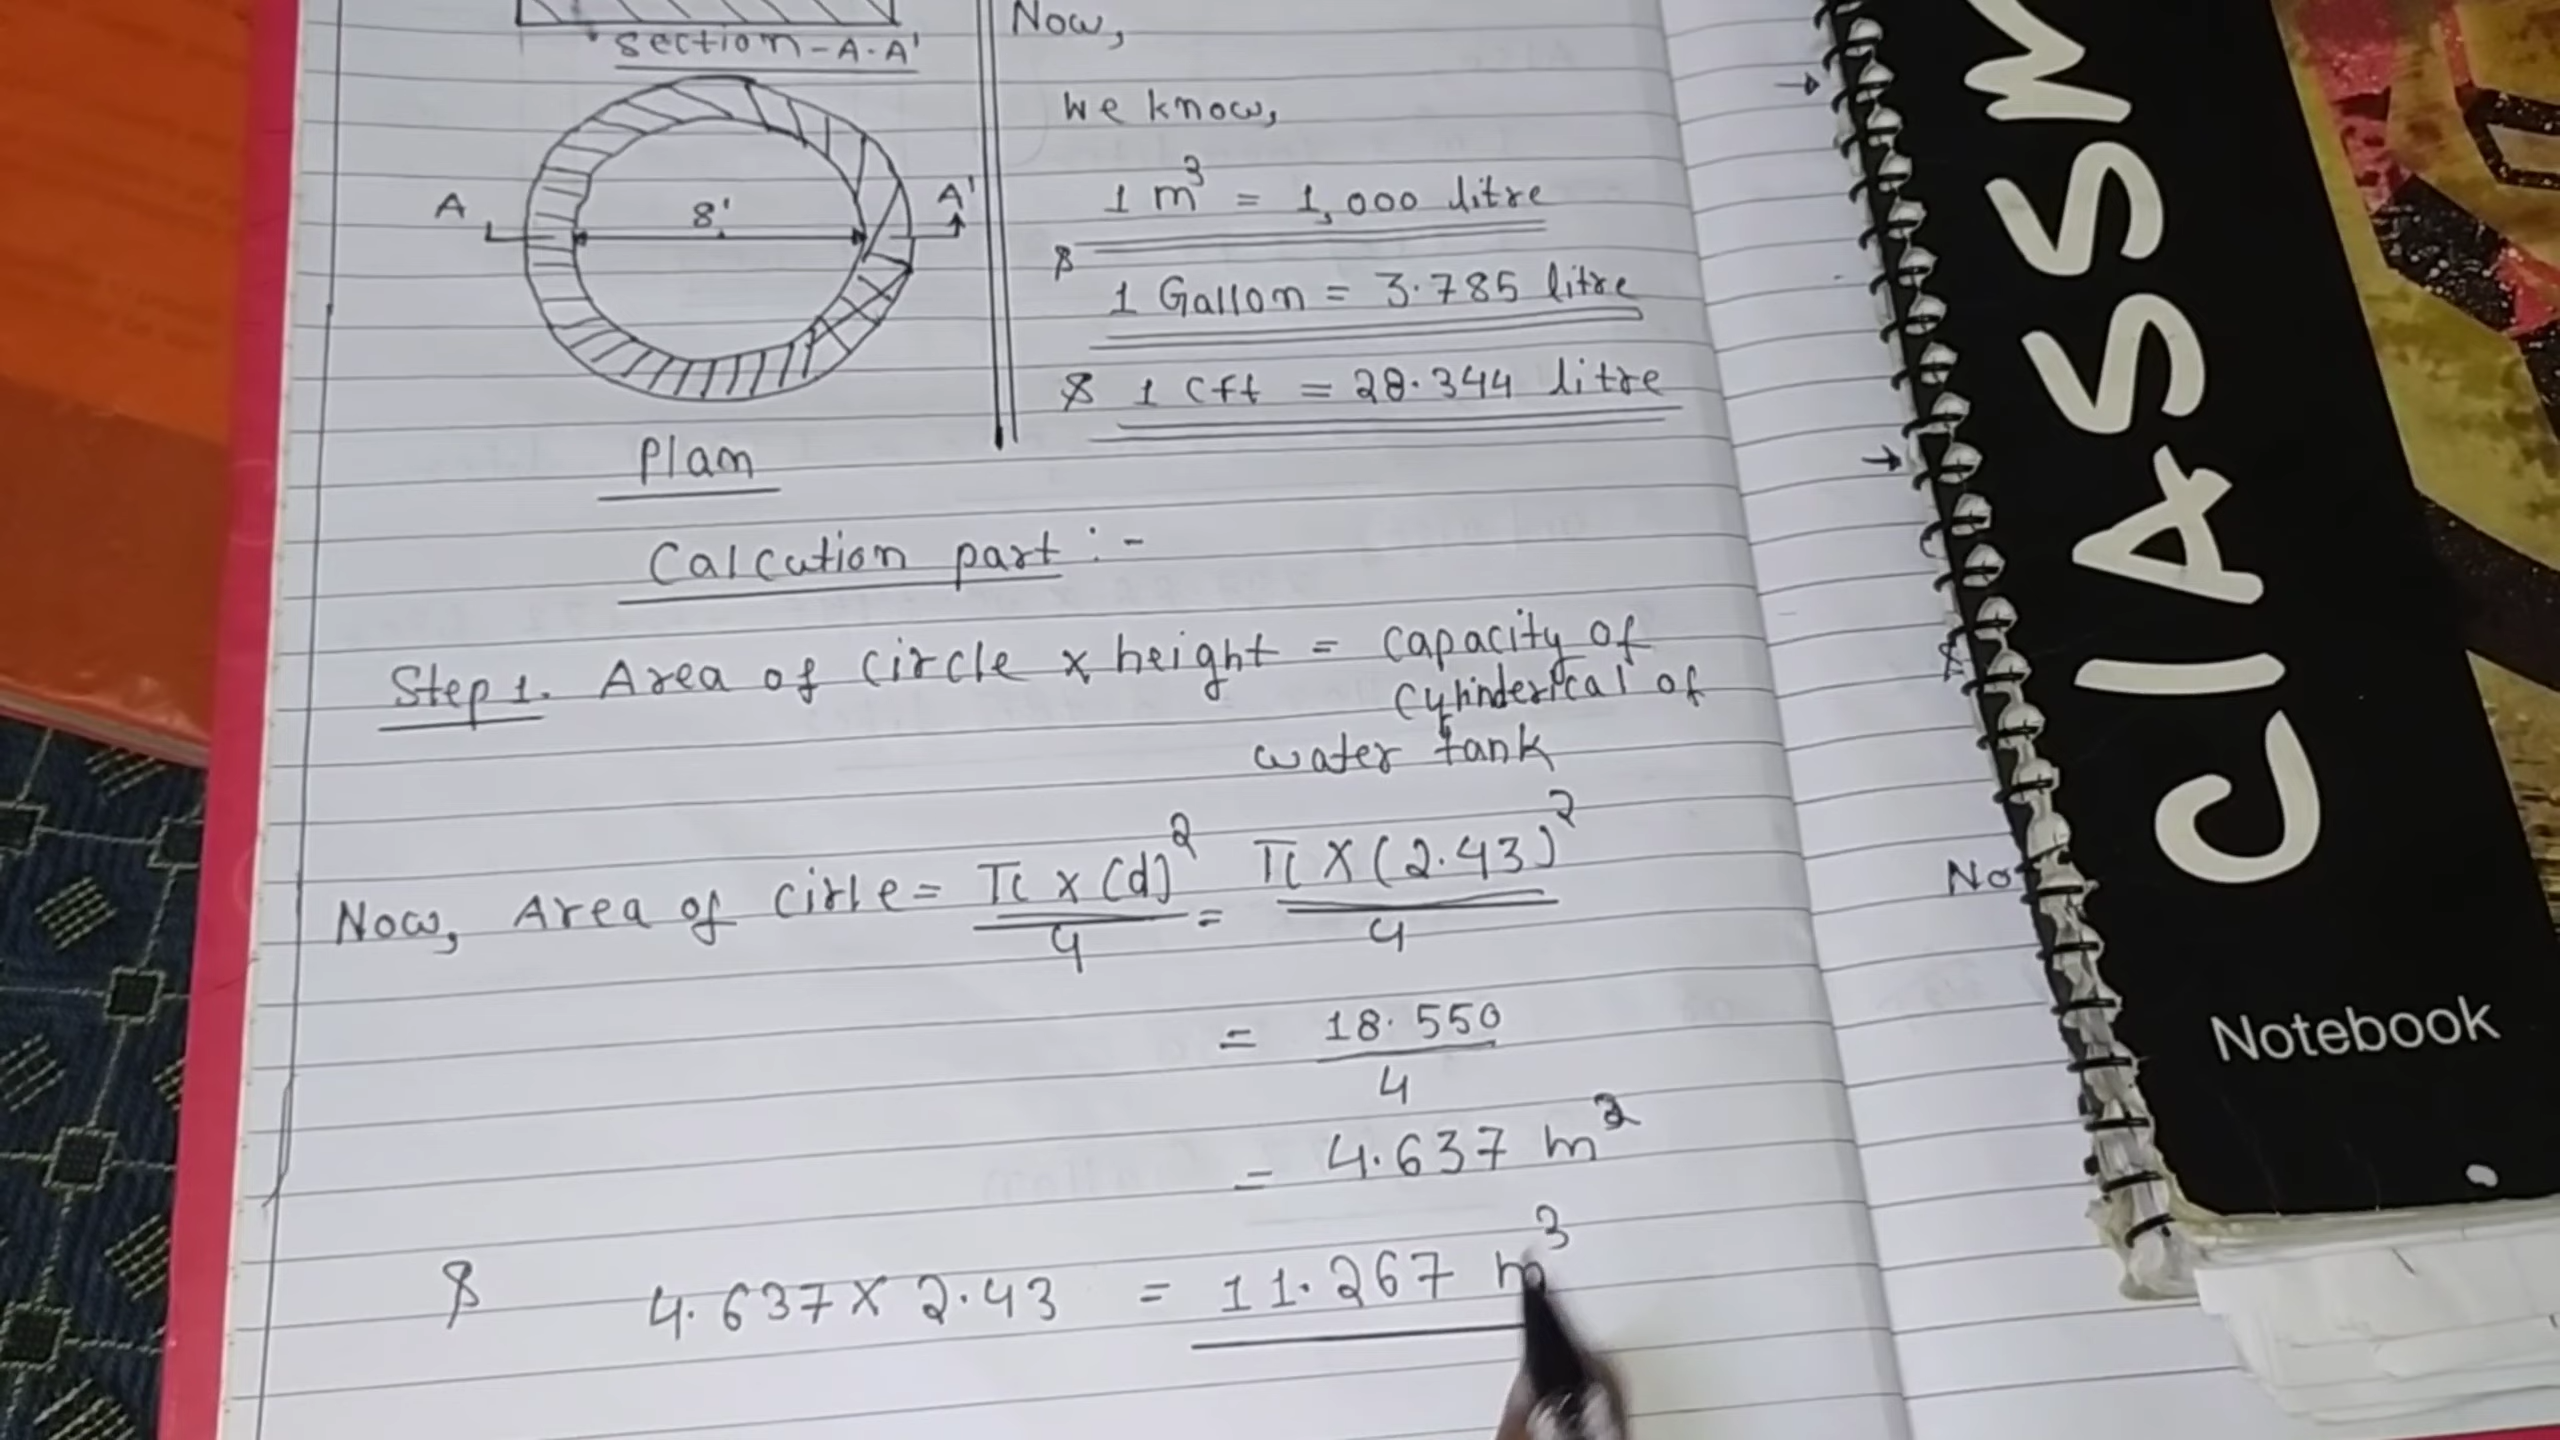 section-A-A'
A 8' A'
Plan
Now,
We know,
1 m³ = 1,000 litre
& 1 Gallon = 3.785 litre
& 1 Cft = 28.344 litre
Calcution part :-
Step 1. Area of circle x height = capacity of
cylinderical of
water tank
Now, Area of cirle = π x (d)² / 4 = π x (2.43)² / 4
= 18.550 / 4
= 4.637 m²
& 4.637 x 2.43 = 11.267 m³
No
CLASSM
Notebook